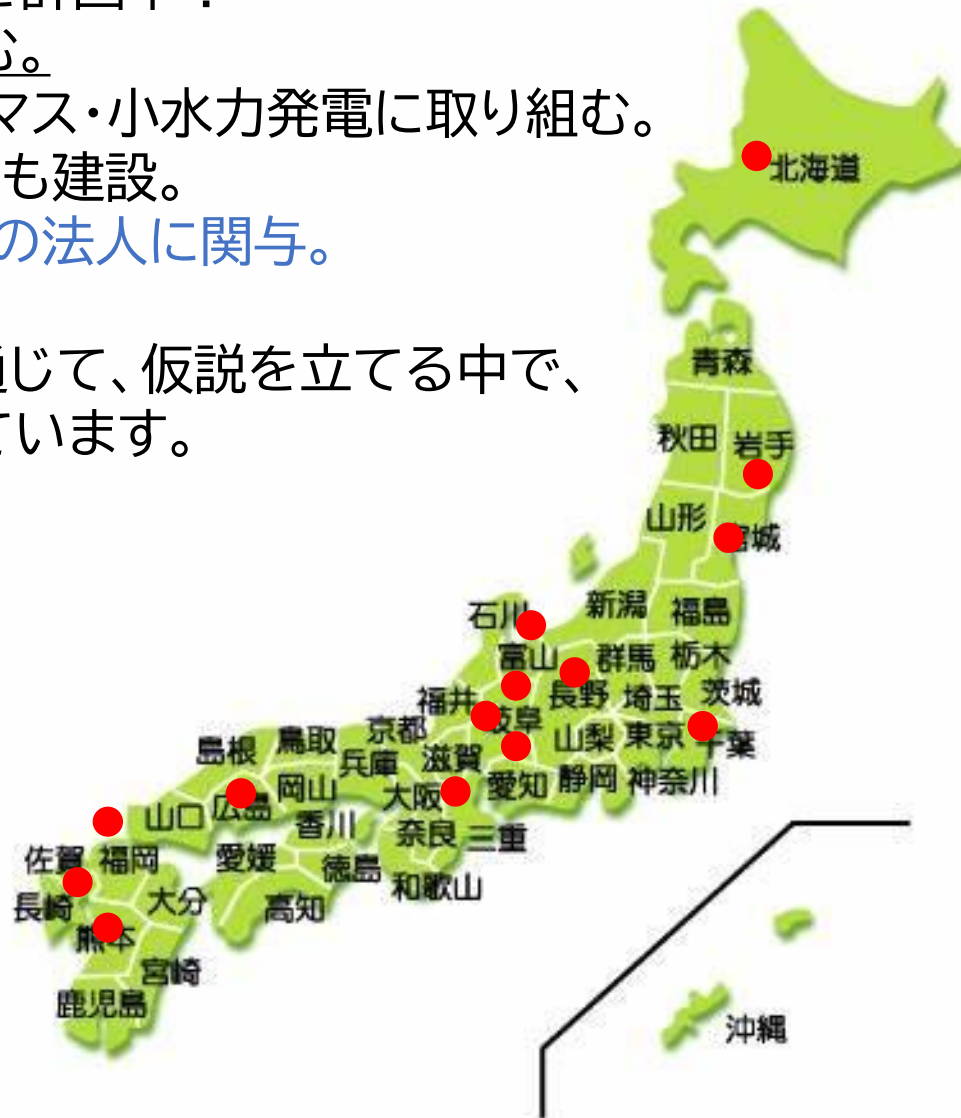 む。
マス・小水力発電に取り組む。
も建設。
の法人に関与。
通じて、仮説を立てる中で、
ています。
北海道
青森
秋田
岩手
山形
宮城
石川
新潟
福島
富山
群馬
栃木
福井
長野
埼玉
茨城
岐阜
京都
山梨
東京
千葉
島根
鳥取
兵庫
滋賀
岡山
大阪
愛知
静岡
神奈川
山口
広島
香川
奈良
三重
佐賀
福岡
愛媛
徳島
和歌山
長崎
大分
高知
熊本
宮崎
鹿児島
沖縄